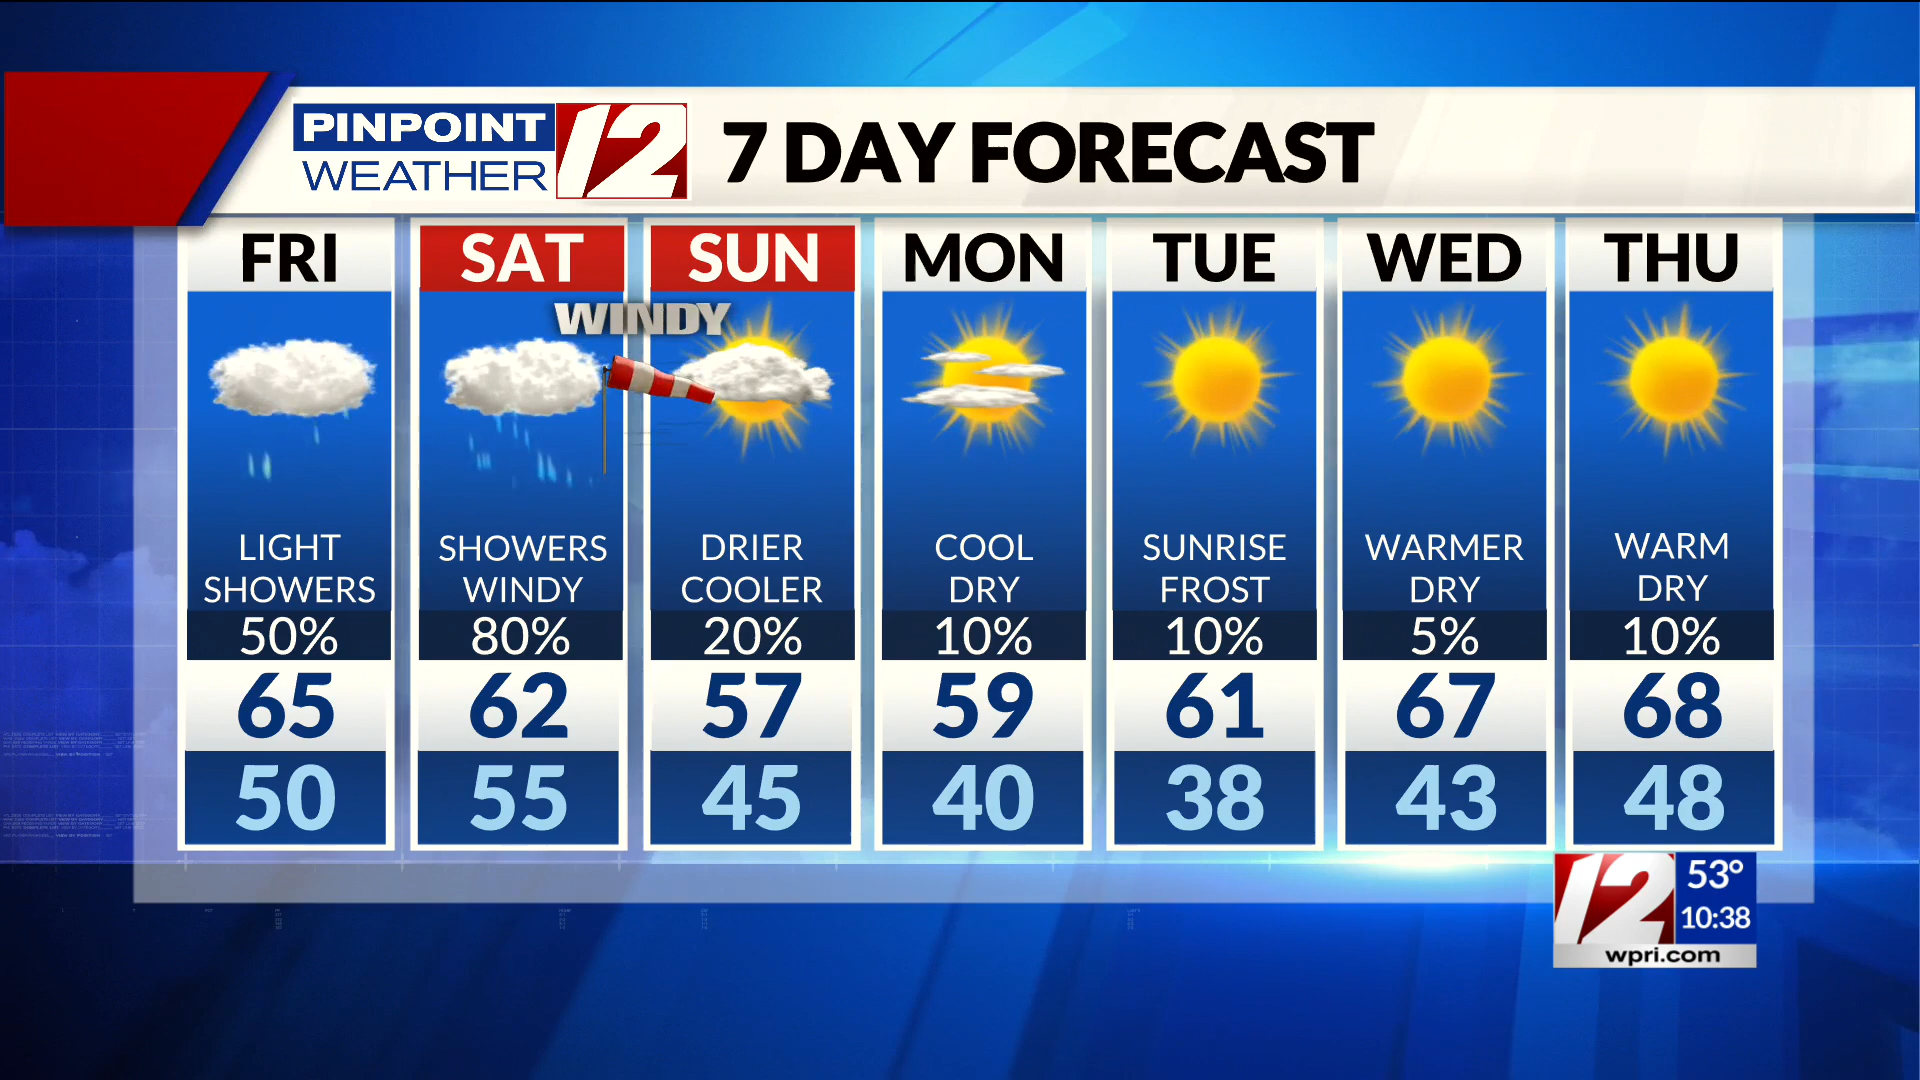 PINPOINT
WEATHER 12
7 DAY FORECAST
FRI SAT SUN MON TUE WED THU
WINDY
LIGHT SHOWERS DRIER COOL SUNRISE WARMER WARM
SHOWERS WINDY COOLER DRY FROST DRY DRY
50% 80% 20% 10% 10% 5% 10%
65 62 57 59 61 67 68
50 55 45 40 38 43 48
12 53°
10:38
wpri.com